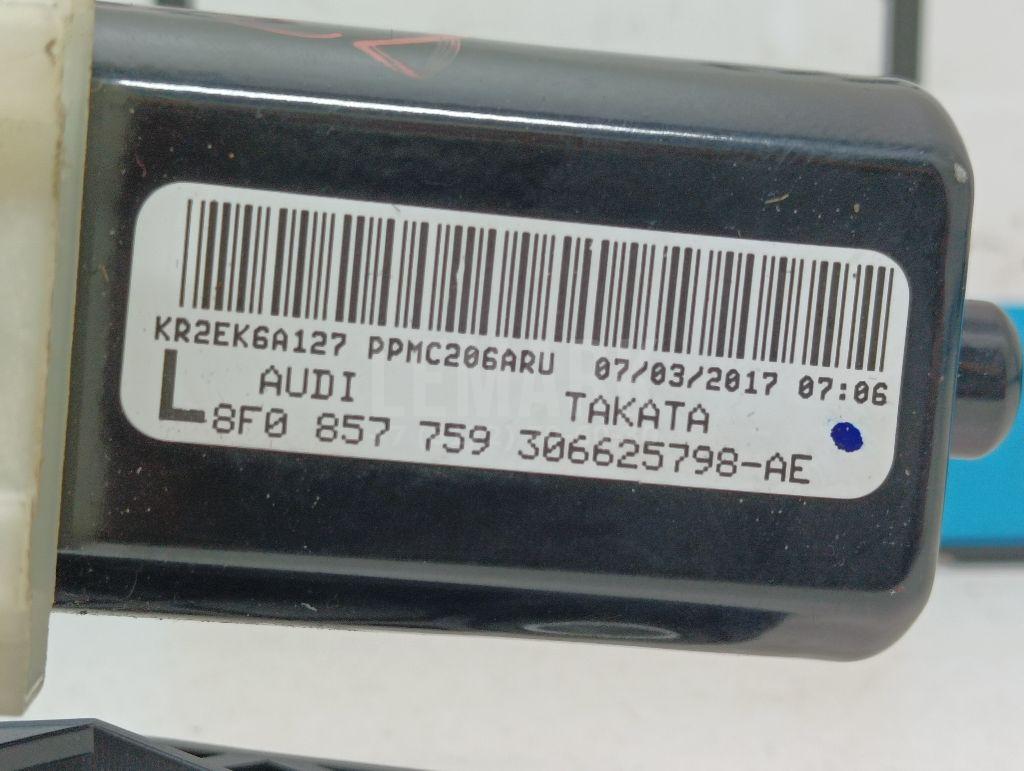 KR2EK6A127 PPMC206ARU 07/03/2017 07:06
L AUDI TAKATA
8F0 857 759 306625798-AE